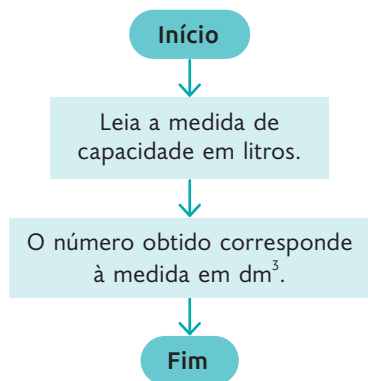 Início
Leia a medida de
capacidade em litros.
O número obtido corresponde
à medida em dm³.
Fim